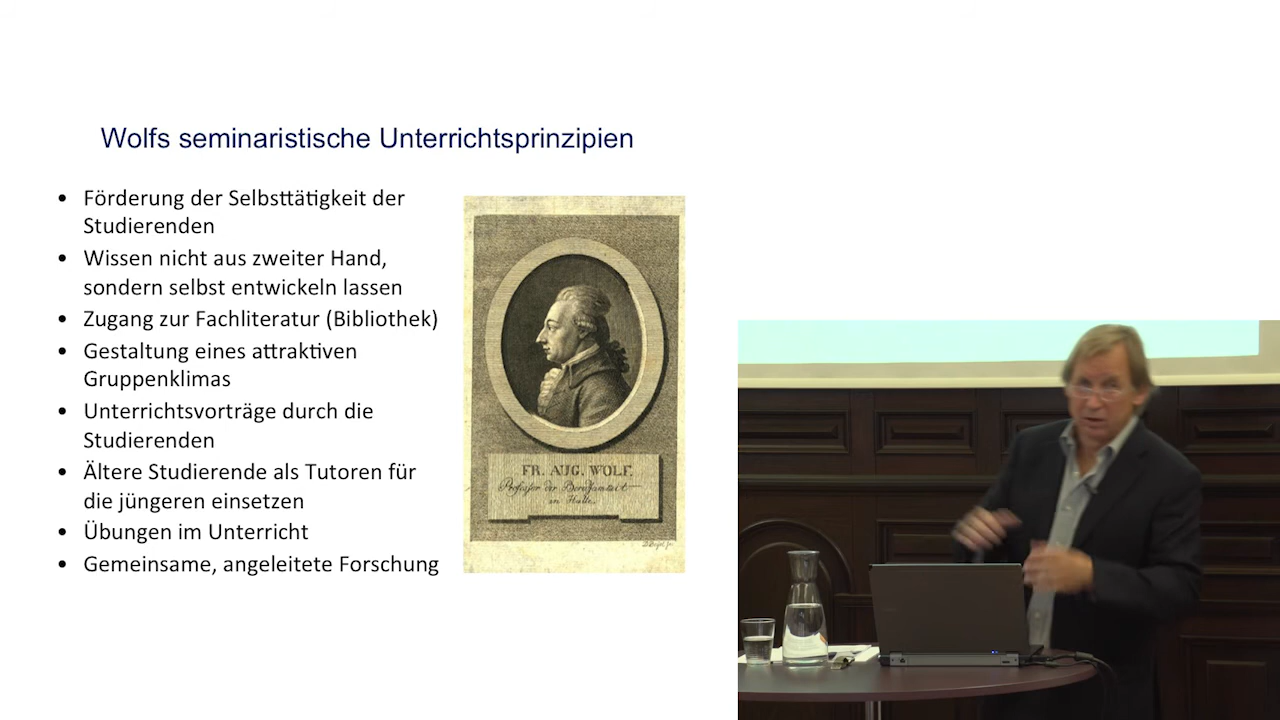 Wolfs seminaristische Unterrichtsprinzipien
• Förderung der Selbsttätigkeit der
Studierenden
• Wissen nicht aus zweiter Hand,
sondern selbst entwickeln lassen
• Zugang zur Fachliteratur (Bibliothek)
• Gestaltung eines attraktiven
Gruppenklimas
• Unterrichtsvorträge durch die
Studierenden
• Ältere Studierende als Tutoren für
die jüngeren einsetzen
• Übungen im Unterricht
• Gemeinsame, angeleitete Forschung
FR. AUG. WOLF.
Professor der
in Halle.